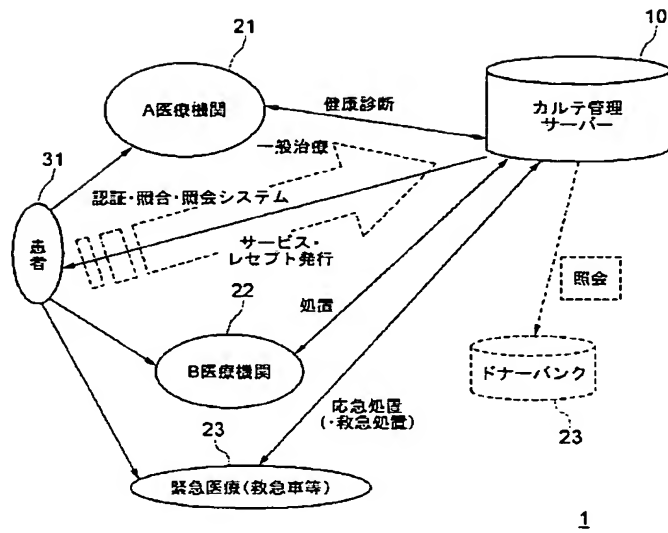 21
10
A医療機関
健康診断
カルテ管理
サーバー
一般治療
31
認証・照合・照会システム
患者
サービス・
レセプト発行
照会
22
処置
B医療機関
ドナーバンク
応急処置
(・救急処置)
23
23
緊急医療(救急車等)
1